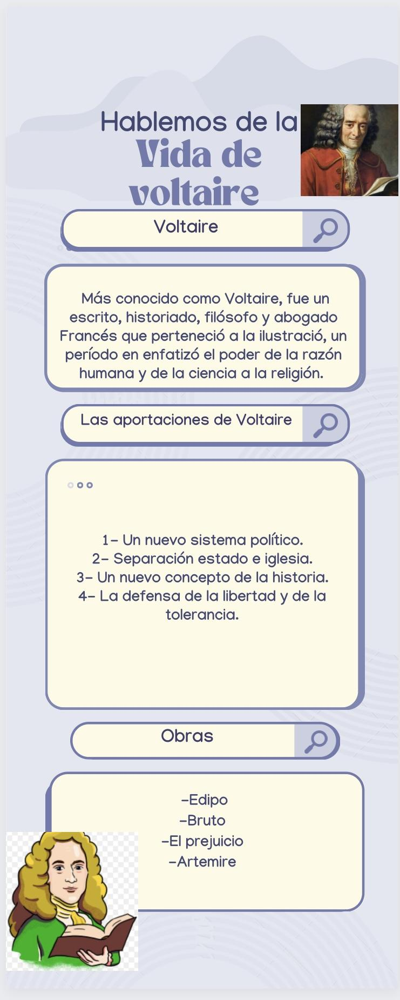 Hablemos de la
Vida de
voltaire
Voltaire
Más conocido como Voltaire, fue un
escrito, historiado, filósofo y abogado
Francés que perteneció a la ilustració, un
período en enfatizó el poder de la razón
humana y de la ciencia a la religión.
Las aportaciones de Voltaire
1- Un nuevo sistema político.
2- Separación estado e iglesia.
3- Un nuevo concepto de la historia.
4- La defensa de la libertad y de la
tolerancia.
Obras
-Edipo
-Bruto
-El prejuicio
-Artemire